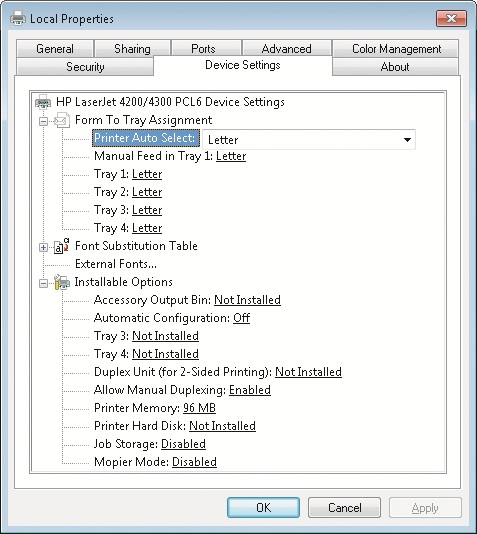 Local Properties
General
Sharing
Ports
Advanced
Color Management
Security
Device Settings
About
HP LaserJet 4200/4300 PCL6 Device Settings
Form To Tray Assignment
Printer Auto Select: Letter
Manual Feed in Tray 1: Letter
Tray 1: Letter
Tray 2: Letter
Tray 3: Letter
Tray 4: Letter
Font Substitution Table
External Fonts...
Installable Options
Accessory Output Bin: Not Installed
Automatic Configuration: Off
Tray 3: Not Installed
Tray 4: Not Installed
Duplex Unit (for 2-Sided Printing): Not Installed
Allow Manual Duplexing: Enabled
Printer Memory: 96 MB
Printer Hard Disk: Not Installed
Job Storage: Disabled
Mopier Mode: Disabled
OK
Cancel
Apply